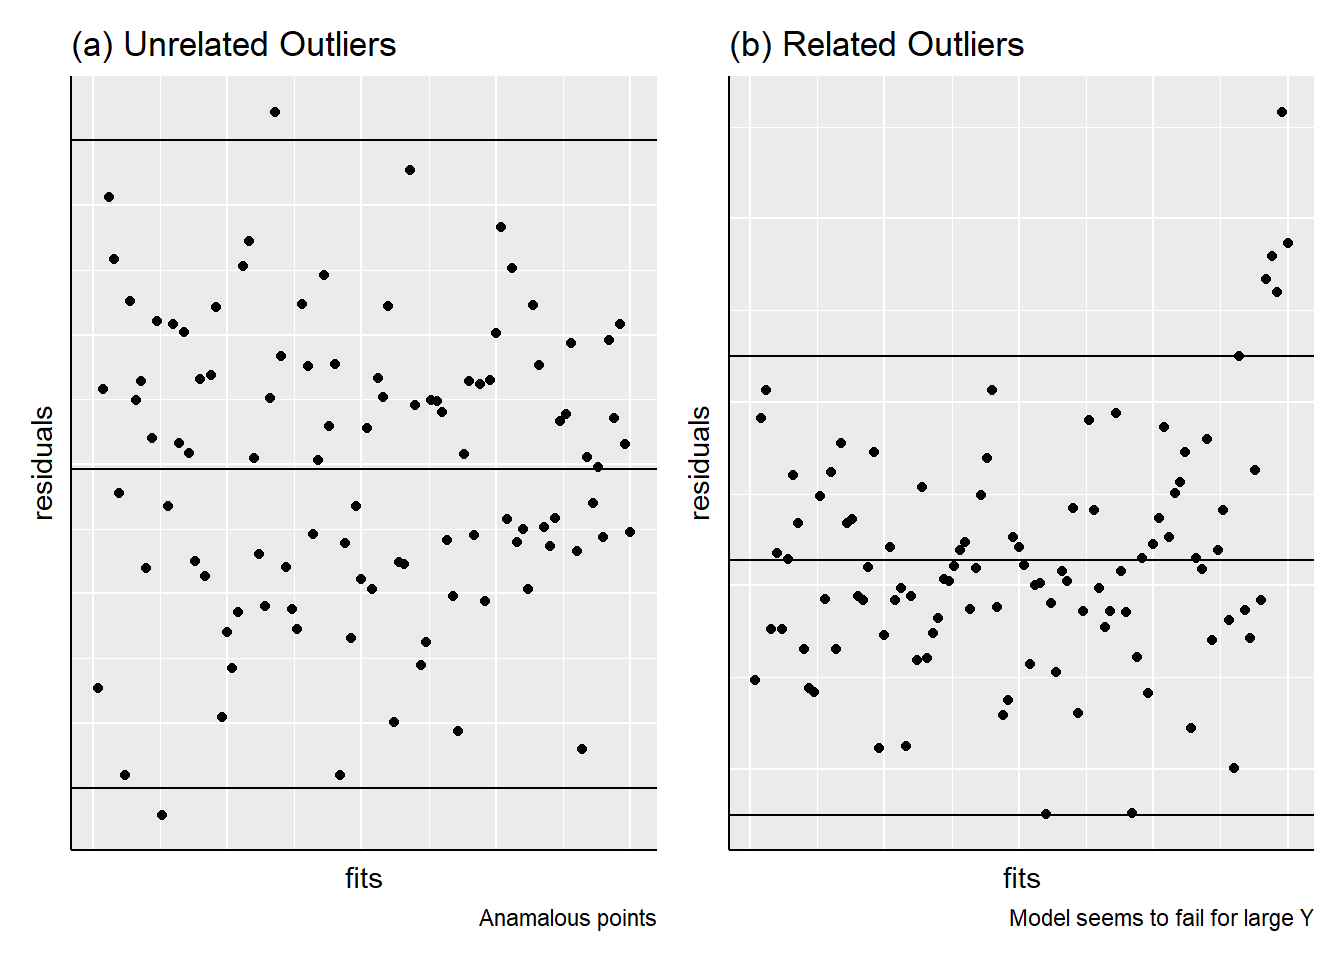 (a) Unrelated Outliers
residuals
fits
Anamalous points
(b) Related Outliers
residuals
fits
Model seems to fail for large Y